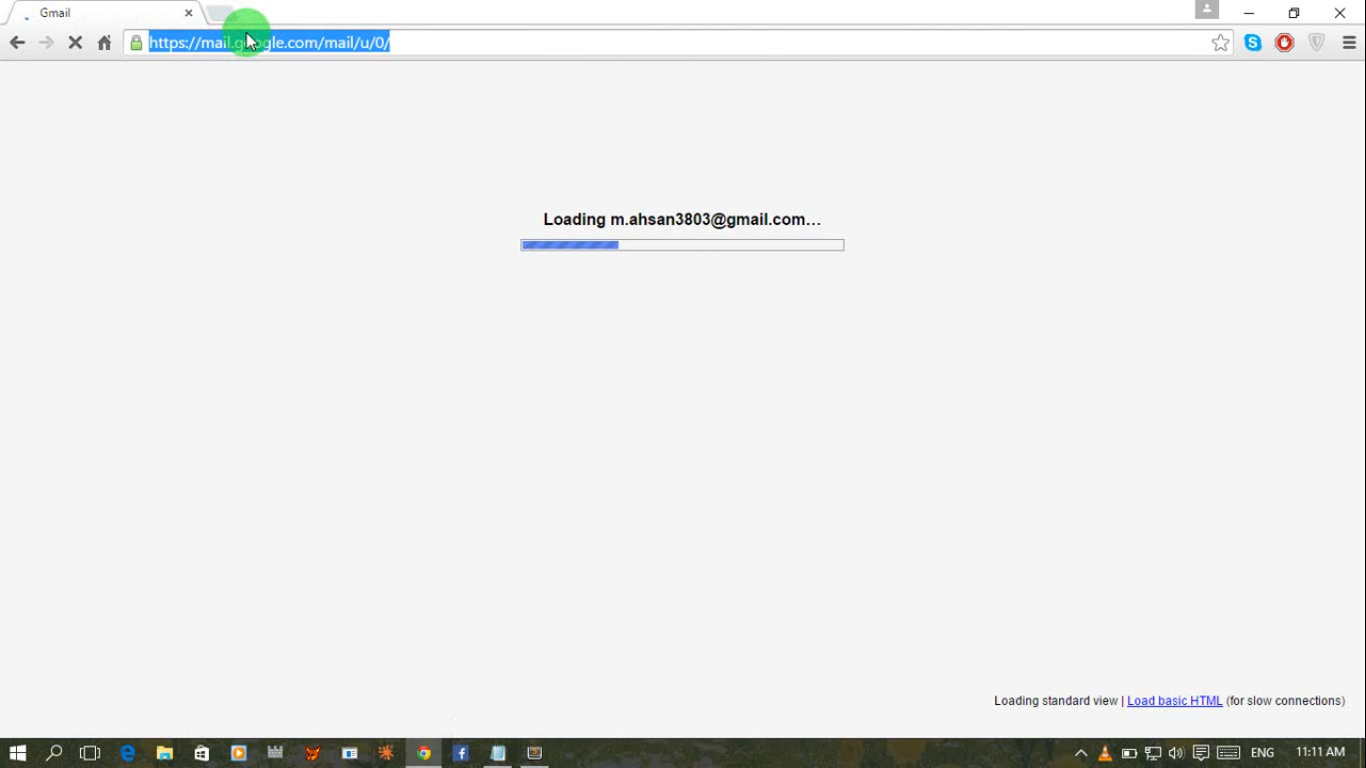 Gmail
https://mail.google.com/mail/u/0/
Loading m.ahsan3803@gmail.com…
Loading standard view | Load basic HTML (for slow connections)
ENG
11:11 AM